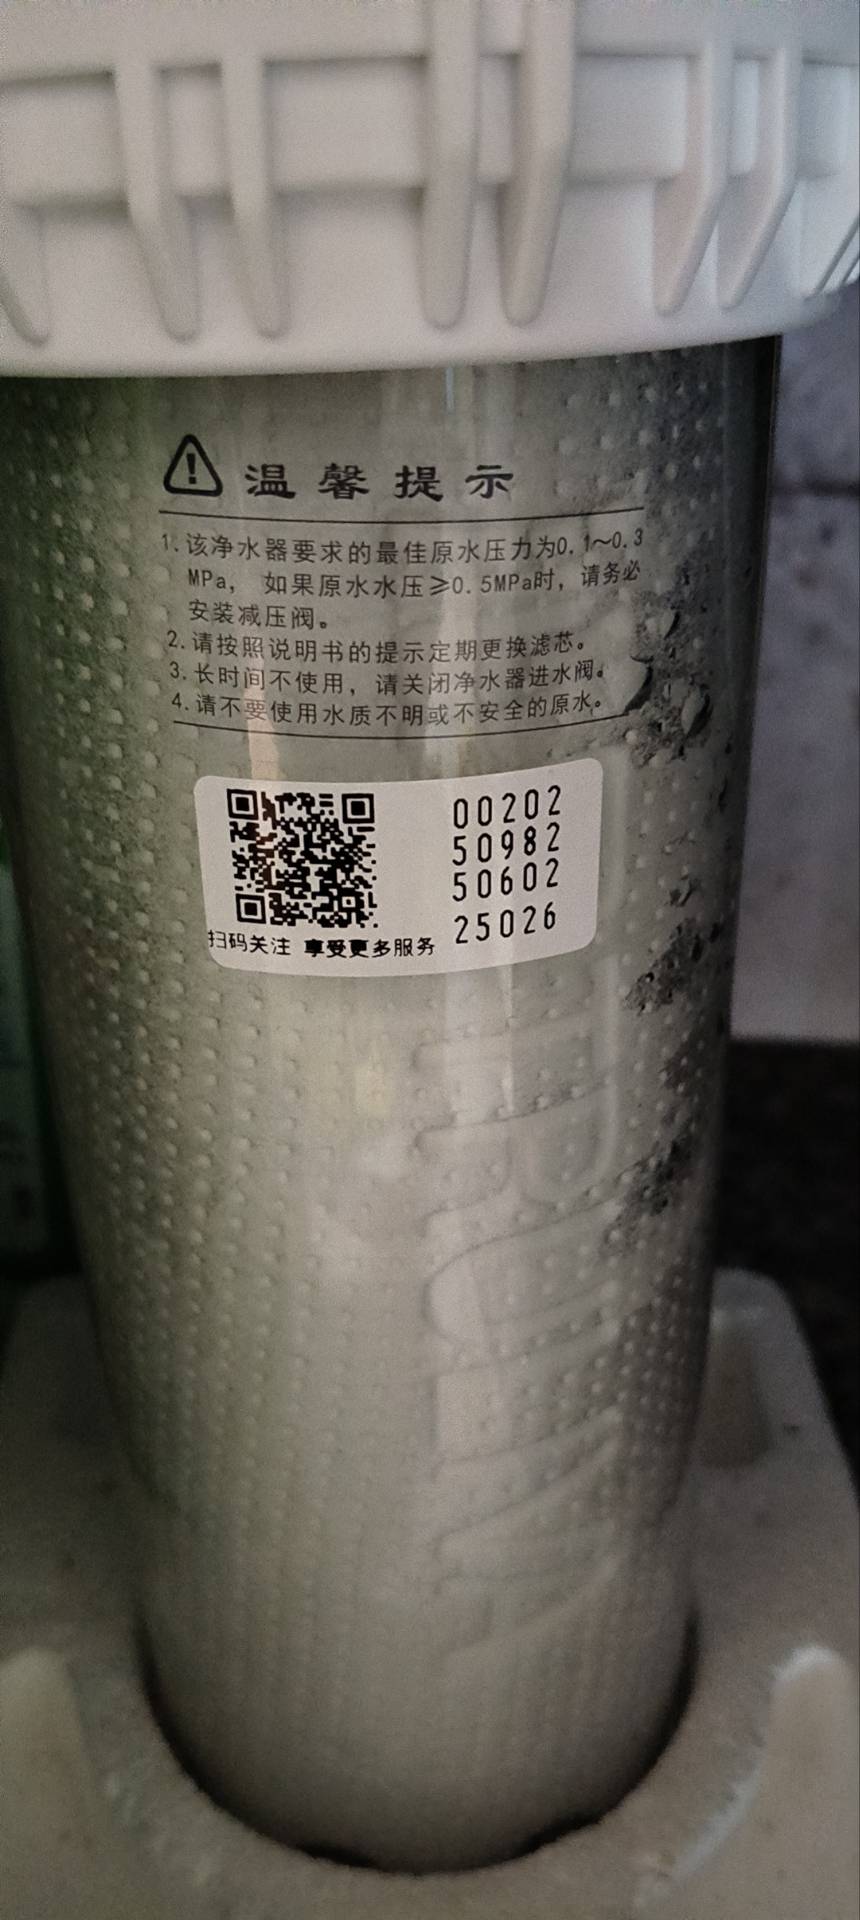 温馨提示
1.该净水器要求的最佳原水压力为0.1～0.3
MPa，如果原水水压≥0.5MPa时，请务必
安装减压阀。
2.请按照说明书的提示定期更换滤芯。
3.长时间不使用，请关闭净水器进水阀。
4.请不要使用水质不明或不安全的原水。
00202
50982
50602
25026
扫码关注 享受更多服务